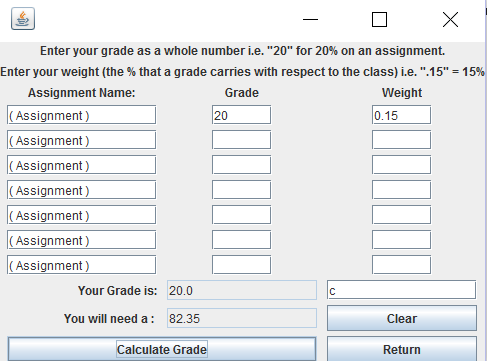 Enter your grade as a whole number i.e. "20" for 20% on an assignment.
Enter your weight (the % that a grade carries with respect to the class) i.e. ".15" = 15%
Assignment Name: Grade Weight
( Assignment ) 20 0.15
( Assignment )
( Assignment )
( Assignment )
( Assignment )
( Assignment )
( Assignment )
Your Grade is: 20.0 c
You will need a : 82.35 Clear
Calculate Grade Return